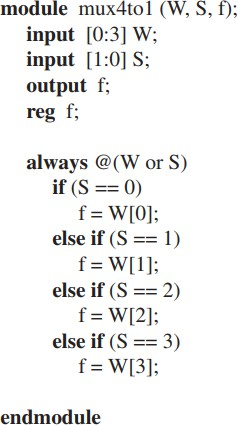 module mux4to1 (W, S, f);
input [0:3] W;
input [1:0] S;
output f;
reg f;
always @(W or S)
if (S == 0)
f = W[0];
else if (S == 1)
f = W[1];
else if (S == 2)
f = W[2];
else if (S == 3)
f = W[3];
endmodule